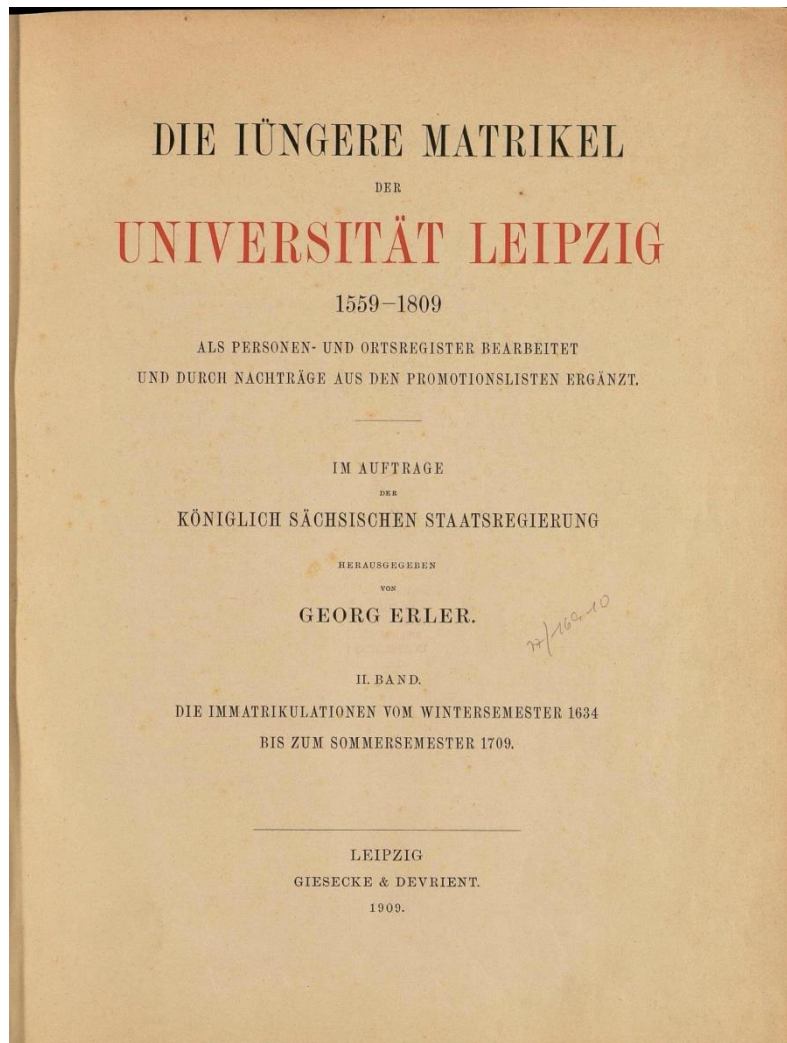 DIE IÜNGERE MATRIKEL
DER
UNIVERSITÄT LEIPZIG
1559–1809
ALS PERSONEN- UND ORTSREGISTER BEARBEITET
UND DURCH NACHTRÄGE AUS DEN PROMOTIONSLISTEN ERGÄNZT.
IM AUFTRAGE
DER
KÖNIGLICH SÄCHSISCHEN STAATSREGIERUNG
HERAUSGEGEBEN
VON
GEORG ERLER.
II. BAND.
DIE IMMATRIKULATIONEN VOM WINTERSEMESTER 1634
BIS ZUM SOMMERSEMESTER 1709.
LEIPZIG
GIESECKE & DEVRIENT.
1909.